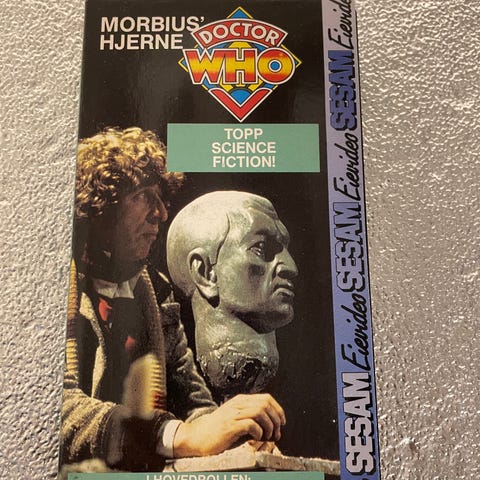 MORBIUS'
HJERNE
DOCTOR
WHO
TOPP
SCIENCE
FICTION!
I HOVEDROLLEN:
SESAM Eievideo SESAM Eievideo SESAM Eievideo